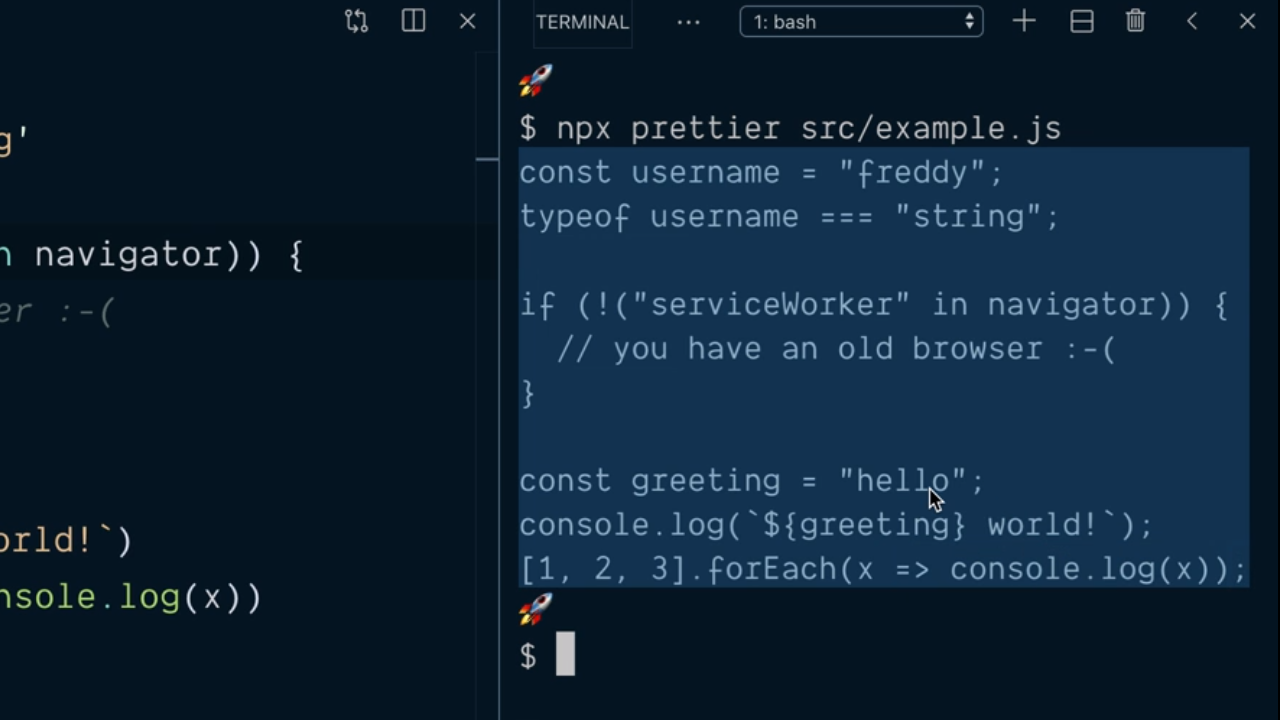 TERMINAL
··· 
1: bash
g'
n navigator)) {
er :-(
orld!`)
nsole.log(x))
🚀
$ npx prettier src/example.js
const username = "freddy";
typeof username === "string";
if (!("serviceWorker" in navigator)) {
  // you have an old browser :-(
}
const greeting = "hello";
console.log(`${greeting} world!`);
[1, 2, 3].forEach(x => console.log(x));
🚀
$